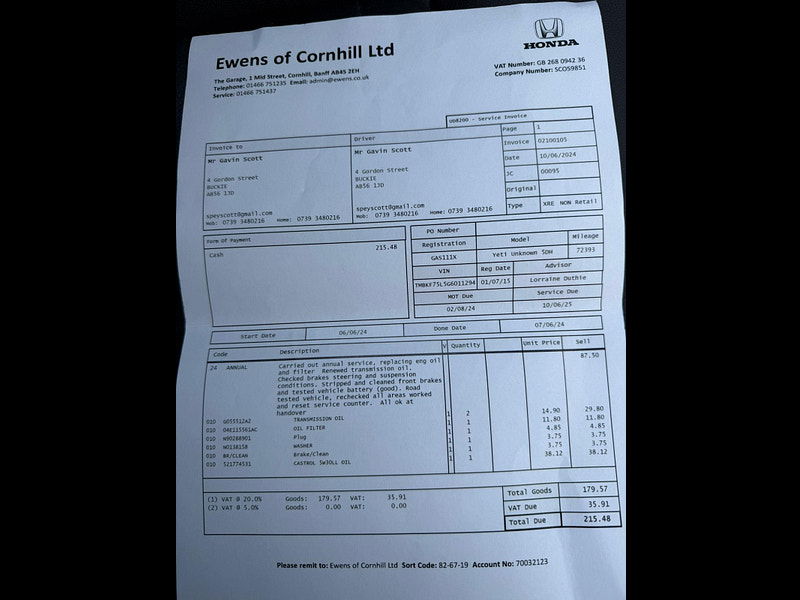 Ewens of Cornhill Ltd
HONDA
The Garage, 1 Mid Street, Cornhill, Banff AB45 2EH
Telephone: 01466 751235 Email: admin@ewens.co.uk
Service: 01466 751437
VAT Number: GB 268 0942 36
Company Number: SCO59851
U08200 - Service Invoice
Page 1
Invoice 02100105
Date 10/06/2024
JC 00095
Original
Type XRE NON Retail
Invoice to
Mr Gavin Scott
4 Gordon Street
BUCKIE
AB56 1JD
speyscott@gmail.com
Mob: 0739 3480216 Home: 0739 3480216
Driver
Mr Gavin Scott
4 Gordon Street
BUCKIE
AB56 1JD
speyscott@gmail.com
Mob: 0739 3480216 Home: 0739 3480216
Form Of Payment
215.48
Cash
PO Number
Registration Model Mileage
GAS111X Yeti Unknown 5DH 72393
VIN Reg Date Advisor
TMBKF75L5G6011294 01/07/15 Lorraine Duthie
MOT Due Service Due
02/08/24 10/06/25
Start Date 06/06/24 Done Date 07/06/24
Code Description V Quantity Unit Price Sell
24 ANNUAL Carried out annual service, replacing eng oil 87.50
and filter Renewed transmission oil.
Checked brakes steering and suspension
conditions, Stripped and cleaned front brakes
and tested vehicle battery (good). Road
tested vehicle, rechecked all areas worked
and reset service counter. All ok at
handover
010 G055512A2 TRANSMISSION OIL 1 2 14.90 29.80
010 04E115561AC OIL FILTER 1 1 11.80 11.80
010 W90288901 Plug 1 1 4.85 4.85
010 N0138158 WASHER 1 1 3.75 3.75
010 BR/CLEAN Brake/Clean 1 1 3.75 3.75
010 521774531 CASTROL 5W30LL OIL 1 1 38.12 38.12
(1) VAT @ 20.0% Goods: 179.57 VAT: 35.91
(2) VAT @ 5.0% Goods: 0.00 VAT: 0.00
Total Goods 179.57
VAT Due 35.91
Total Due 215.48
Please remit to: Ewens of Cornhill Ltd Sort Code: 82-67-19 Account No: 70032123